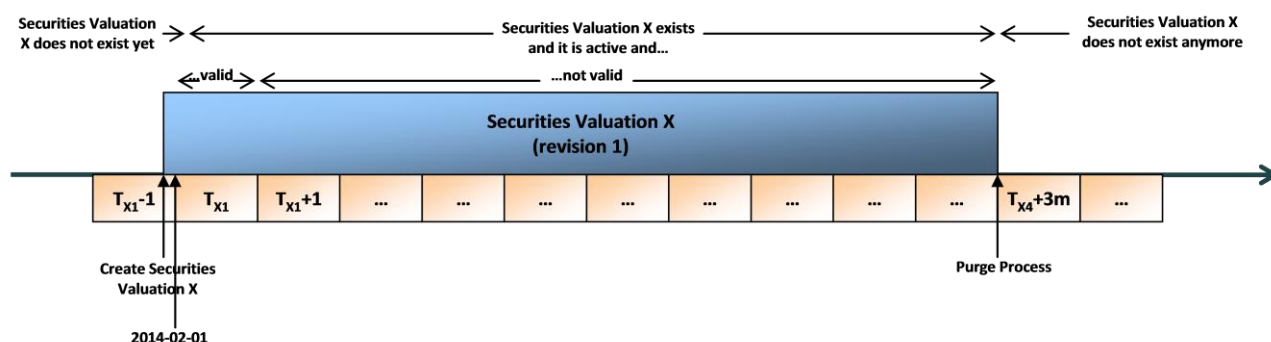 Securities Valuation
X does not exist yet
Securities Valuation X exists
and it is active and...
Securities Valuation X
does not exist anymore
...valid
...not valid
Securities Valuation X
(revision 1)
TX1-1
TX1
TX1+1
...
...
...
...
...
...
...
...
TX4+3m
...
Create Securities
Valuation X
Purge Process
2014-02-01